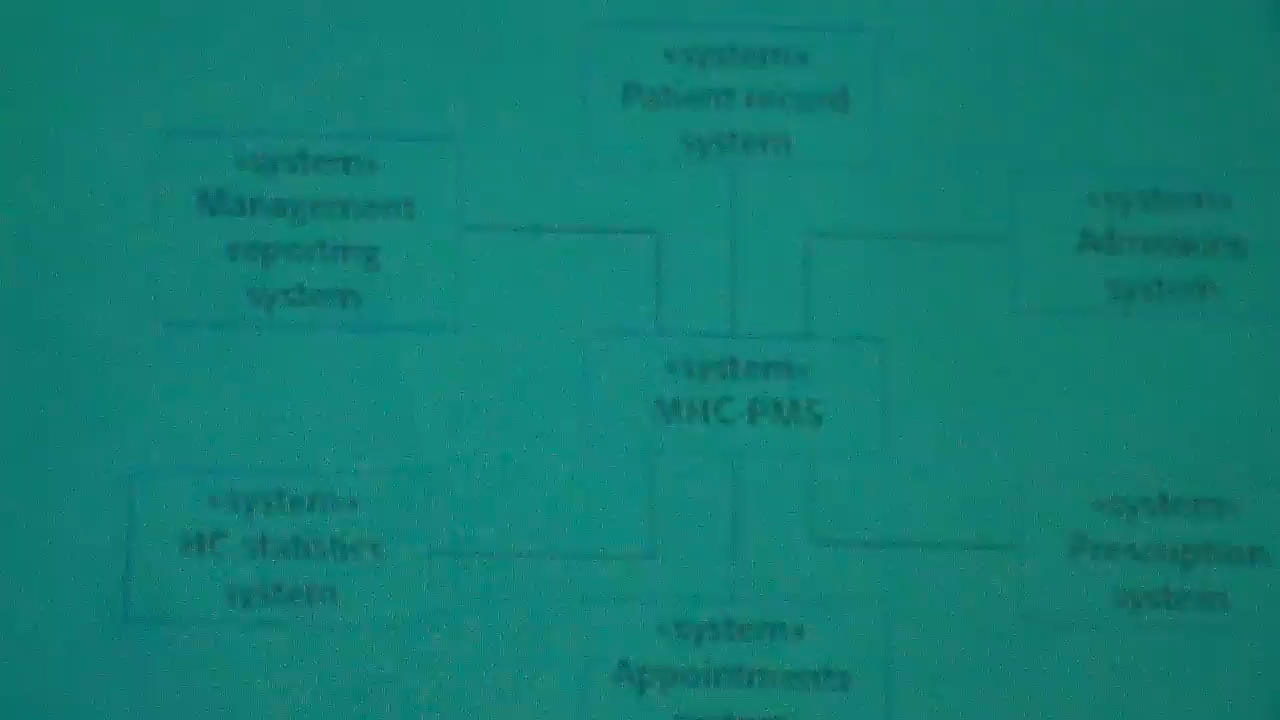 «system»
Patient record
system
«system»
Management
reporting
system
«system»
Admissions
system
«system»
MHC-PMS
«system»
HC statistics
system
«system»
Prescription
system
«system»
Appointments
system